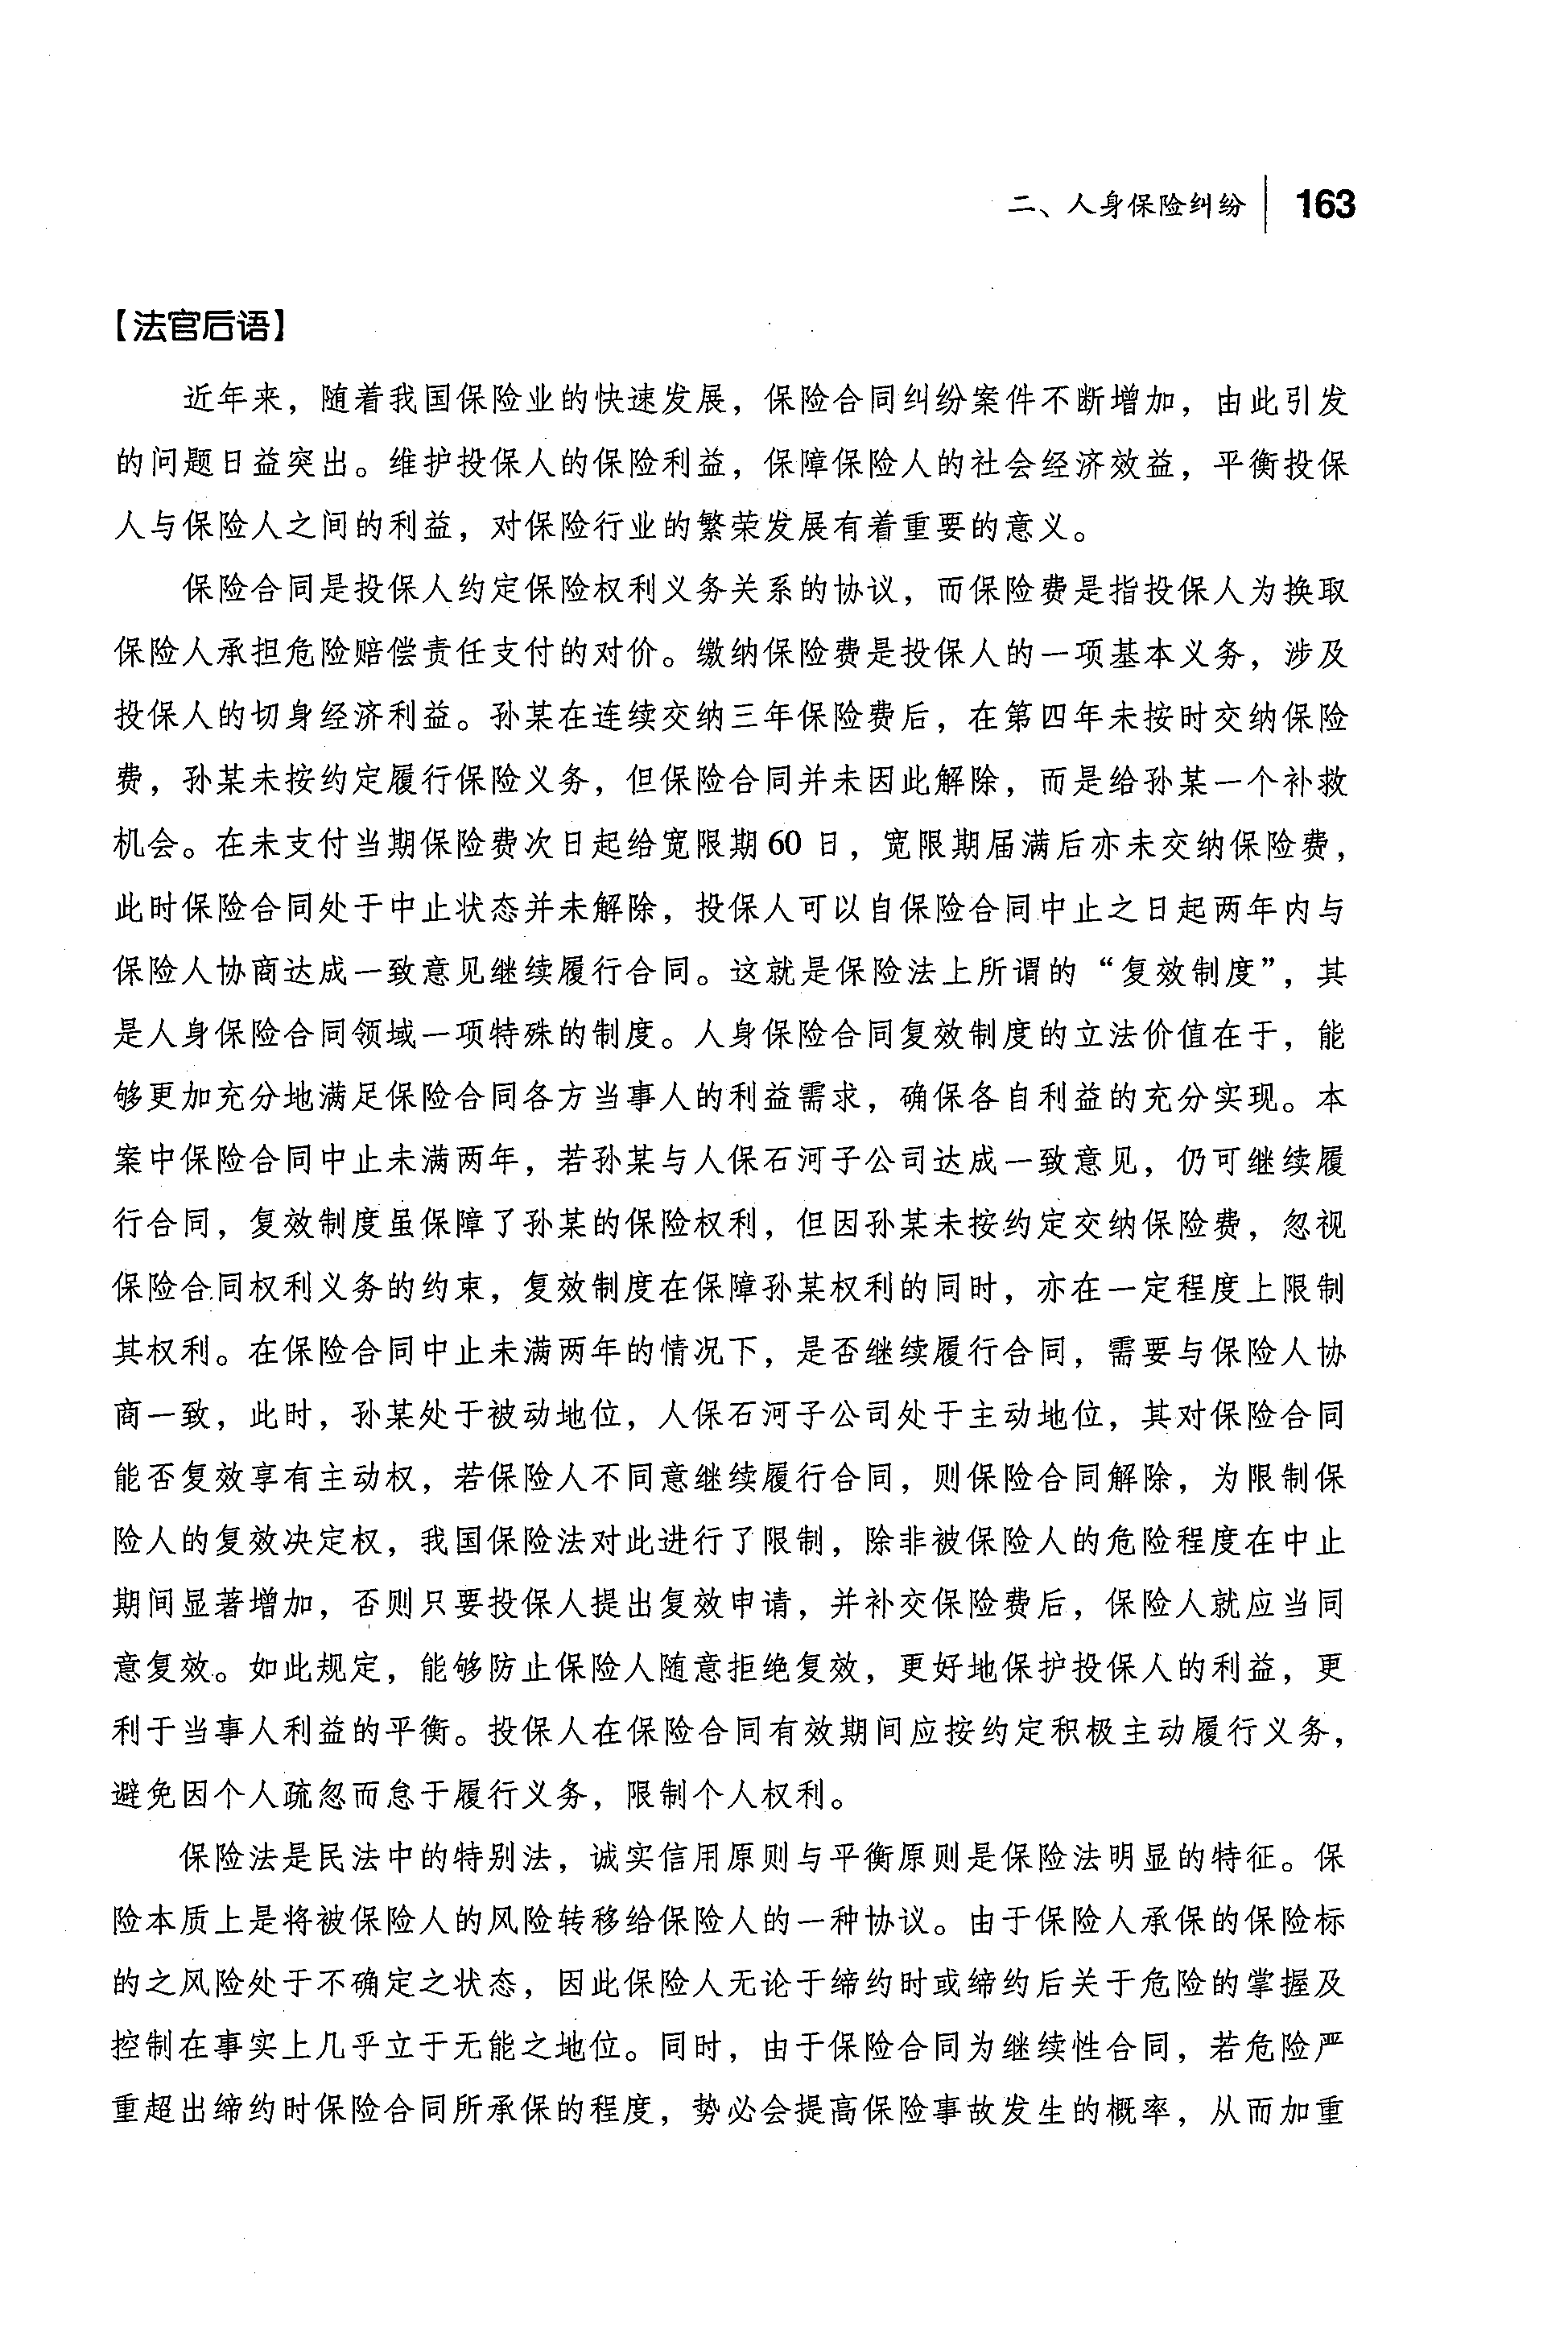 二、人身保险纠纷 163
【法官后语】
近年来，随着我国保险业的快速发展，保险合同纠纷案件不断增加，由此引发
的问题日益突出。维护投保人的保险利益，保障保险人的社会经济效益，平衡投保
人与保险人之间的利益，对保险行业的繁荣发展有着重要的意义。
保险合同是投保人约定保险权利义务关系的协议，而保险费是指投保人为换取
保险人承担危险赔偿责任支付的对价。缴纳保险费是投保人的一项基本义务，涉及
投保人的切身经济利益。孙某在连续交纳三年保险费后，在第四年未按时交纳保险
费，孙某未按约定履行保险义务，但保险合同并未因此解除，而是给孙某一个补救
机会。在未支付当期保险费次日起给宽限期60日，宽限期届满后亦未交纳保险费，
此时保险合同处于中止状态并未解除，投保人可以自保险合同中止之日起两年内与
保险人协商达成一致意见继续履行合同。这就是保险法上所谓的“复效制度”，其
是人身保险合同领域一项特殊的制度。人身保险合同复效制度的立法价值在于，能
够更加充分地满足保险合同各方当事人的利益需求，确保各自利益的充分实现。本
案中保险合同中止未满两年，若孙某与人保石河子公司达成一致意见，仍可继续履
行合同，复效制度虽保障了孙某的保险权利，但因孙某未按约定交纳保险费，忽视
保险合同权利义务的约束，复效制度在保障孙某权利的同时，亦在一定程度上限制
其权利。在保险合同中止未满两年的情况下，是否继续履行合同，需要与保险人协
商一致，此时，孙某处于被动地位，人保石河子公司处于主动地位，其对保险合同
能否复效享有主动权，若保险人不同意继续履行合同，则保险合同解除，为限制保
险人的复效决定权，我国保险法对此进行了限制，除非被保险人的危险程度在中止
期间显著增加，否则只要投保人提出复效申请，并补交保险费后，保险人就应当同
意复效。如此规定，能够防止保险人随意拒绝复效，更好地保护投保人的利益，更
利于当事人利益的平衡。投保人在保险合同有效期间应按约定积极主动履行义务，
避免因个人疏忽而怠于履行义务，限制个人权利。
保险法是民法中的特别法，诚实信用原则与平衡原则是保险法明显的特征。保
险本质上是将被保险人的风险转移给保险人的一种协议。由于保险人承保的保险标
的之风险处于不确定之状态，因此保险人无论于缔约时或缔约后关于危险的掌握及
控制在事实上几乎立于无能之地位。同时，由于保险合同为继续性合同，若危险严
重超出缔约时保险合同所承保的程度，势必会提高保险事故发生的概率，从而加重